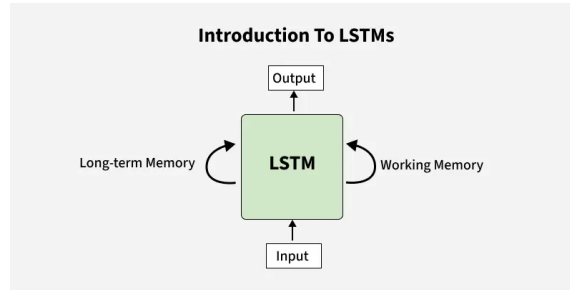 Introduction To LSTMs
Output
Long-term Memory
LSTM
Working Memory
Input